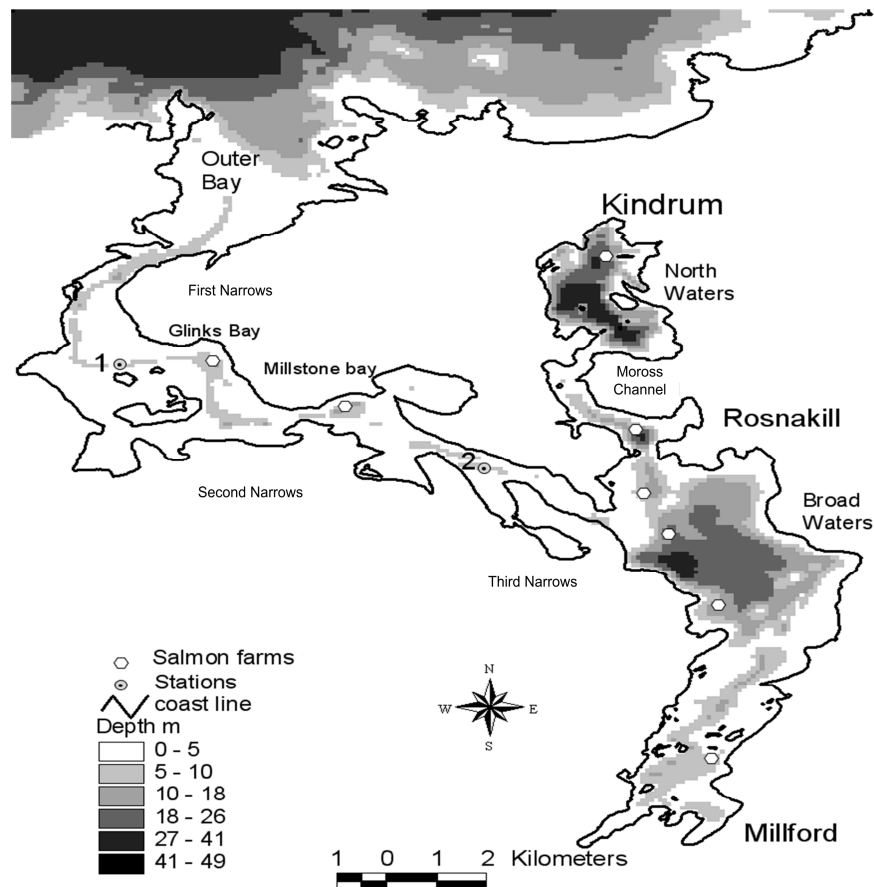 Outer
Bay
Kindrum
North
Waters
First Narrows
Glinks Bay
1
Millstone bay
Moross
Channel
Rosnakill
2
Second Narrows
Broad
Waters
Third Narrows
Salmon farms
Stations
coast line
Depth m
0 - 5
5 - 10
10 - 18
18 - 26
27 - 41
41 - 49
N
W E
S
Millford
1 0 1 2 Kilometers